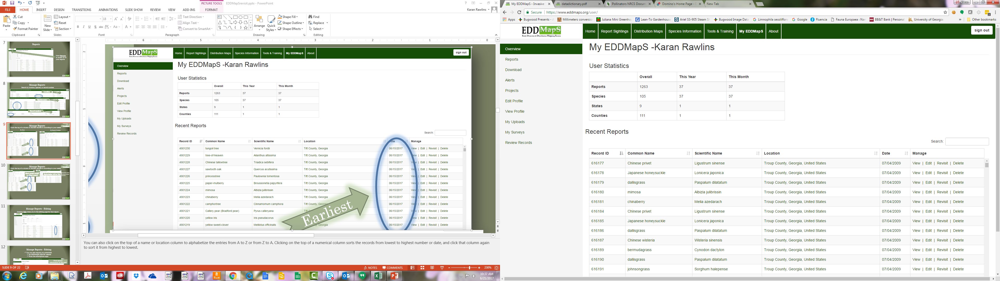 EDDMapSrevisit.pptx - PowerPoint
PICTURE TOOLS
FILE HOME INSERT DESIGN TRANSITIONS ANIMATIONS SLIDE SHOW REVIEW VIEW ADD-INS FORMAT
Karan Rawlins
Paste Cut Copy Format Painter Clipboard
New Slide Layout Reset Section Slides
18 Font
Text Direction Align Text Convert to SmartArt Paragraph
Arrange Quick Styles Shape Fill Shape Outline Shape Effects Drawing
Find Replace Select Editing
7 Reports
8 Manage Reports
Search by location, species, or record number
9 Manage Reports
10 Manage Reports
11 Manage Reports - Editing
12 Manage Reports - Editing
EDDMapS
Early Detection & Distribution Mapping System
Home Report Sightings Distribution Maps Species Information Tools & Training My EDDMapS About
sign out
Overview
Reports
Download
Alerts
Projects
Edit Profile
View Profile
My Uploads
My Surveys
Review Records
My EDDMapS -Karan Rawlins
User Statistics
Overall This Year This Month
Reports 1263 37 37
Species 105 37 37
States 9 1 1
Counties 111 1 1
Recent Reports
Search:
Record ID Common Name Scientific Name Location Manage
4901230 tungoil tree Vernicia fordii Tift County, Georgia 06/15/2017 View | Edit | Revisit | Delete
4901229 tree-of-heaven Ailanthus altissima Tift County, Georgia 06/15/2017 View | Edit | Revisit | Delete
4901228 Chinese tallowtree Triadica sebifera Tift County, Georgia 06/15/2017 View | Edit | Revisit | Delete
4901227 sawtooth oak Quercus acutissima Tift County, Georgia 06/15/2017 View | Edit | Revisit | Delete
4901226 princesstree Paulownia tomentosa Tift County, Georgia 06/15/2017 View | Edit | Revisit | Delete
4901225 paper-mulberry Broussonetia papyrifera Tift County, Georgia 06/15/2017 View | Edit | Revisit | Delete
4901224 mimosa Albizia julibrissin Tift County, Georgia 06/15/2017 View | Edit | Revisit | Delete
4901223 chinaberry Melia azedarach Tift County, Georgia 06/15/2017 View | Edit | Revisit | Delete
4901222 camphortree Cinnamomum camphora Tift County, Georgia 06/15/2017 View | Edit | Revisit | Delete
4901221 Callery pear (Bradford pear) Pyrus calleryana Tift County, Georgia 06/15/2017 View | Edit | Revisit | Delete
4901220 yellow iris Iris pseudacorus 06/15/2017 View | Edit | Revisit | Delete
4901219 yellow sweet-clover Melilotus officinalis 06/15/2017 View | Edit | Revisit | Delete
Earliest
You can also click on the top of a name or location column to alphabetize the entries from A to Z or from Z to A. Clicking on the top of a numerical column sorts the records from lowest to highest number or date, and click that column again
to sort it from highest to lowest.
SLIDE 9 OF 22 NOTES COMMENTS 230%
10:37 AM
6/21/2017
My EDDMapS - Invasive datadictionary.pdf Pollinators NRCS Docum Domino's Home Page - New Tab
Karan
Secure https://www.eddmaps.org/user/
Apps Bugwood Presents - Millimeters conversio Juliana Mini Greenhou Lean-To Gardenhouse Ariel SS-905 Steam Sh Bugwood Image Data Limnophila sessiliflora Google Fluencia Fauna Europaea : Nam BB&T Bank | Personal University of Georgia: » Other bookmarks
EDDMapS
Early Detection & Distribution Mapping System
Home Report Sightings Distribution Maps Species Information Tools & Training My EDDMapS About
sign out
Overview
Reports
Download
Alerts
Projects
Edit Profile
View Profile
My Uploads
My Surveys
Review Records
My EDDMapS -Karan Rawlins
User Statistics
Overall This Year This Month
Reports 1263 37 37
Species 105 37 37
States 9 1 1
Counties 111 1 1
Recent Reports
Search:
Record ID Common Name Scientific Name Location Date Manage
616177 Chinese privet Ligustrum sinense Troup County, Georgia, United States 07/04/2009 View | Edit | Revisit | Delete
616178 Japanese honeysuckle Lonicera japonica Troup County, Georgia, United States 07/04/2009 View | Edit | Revisit | Delete
616179 dallisgrass Paspalum dilatatum Troup County, Georgia, United States 07/04/2009 View | Edit | Revisit | Delete
616180 mimosa Albizia julibrissin Troup County, Georgia, United States 07/04/2009 View | Edit | Revisit | Delete
616181 chinaberry Melia azedarach Troup County, Georgia, United States 07/04/2009 View | Edit | Revisit | Delete
616184 Chinese privet Ligustrum sinense Troup County, Georgia, United States 07/04/2009 View | Edit | Revisit | Delete
616185 Japanese honeysuckle Lonicera japonica Troup County, Georgia, United States 07/04/2009 View | Edit | Revisit | Delete
616186 dallisgrass Paspalum dilatatum Troup County, Georgia, United States 07/04/2009 View | Edit | Revisit | Delete
616187 Chinese wisteria Wisteria sinensis Troup County, Georgia, United States 07/04/2009 View | Edit | Revisit | Delete
616189 bermudagrass Cynodon dactylon Troup County, Georgia, United States 07/04/2009 View | Edit | Revisit | Delete
616190 dallisgrass Paspalum dilatatum Troup County, Georgia, United States 07/04/2009 View | Edit | Revisit | Delete
616191 johnsongrass Sorghum halepense Troup County, Georgia, United States 07/04/2009 View | Edit | Revisit | Delete